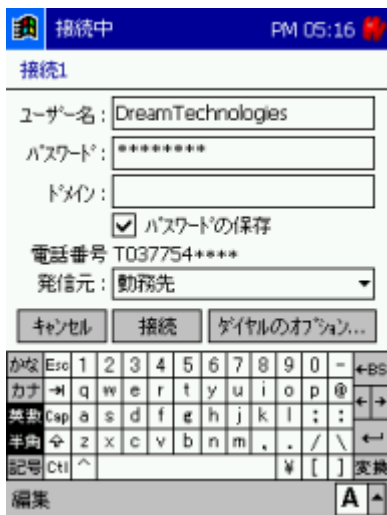 接続中 PM 05:16
接続1
ユーザー名: DreamTechnologies
パスワード: ********
ドメイン:
パスワードの保存
電話番号 T037754****
発信元: 勤務先
キャンセル 接続 ダイヤルのオプション...
かな Esc 1 2 3 4 5 6 7 8 9 0 - ←BS
カナ →| q w e r t y u i o p @ ← →
英数 Cap a s d f g h j k l ; :
半角 z x c v b n m , . / \ ↵
記号 Ctl ^ ¥ [ ] 変換
編集 A